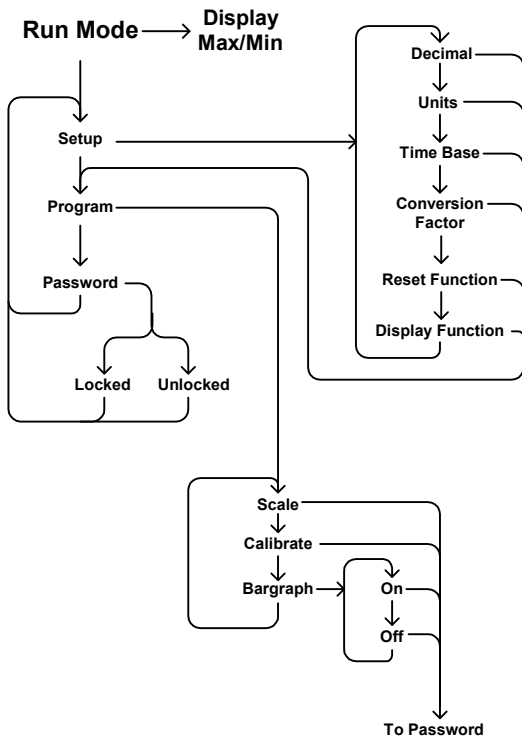 Run Mode
Display
Max/Min
Setup
Program
Password
Locked
Unlocked
Decimal
Units
Time Base
Conversion
Factor
Reset Function
Display Function
Scale
Calibrate
Bargraph
On
Off
To Password